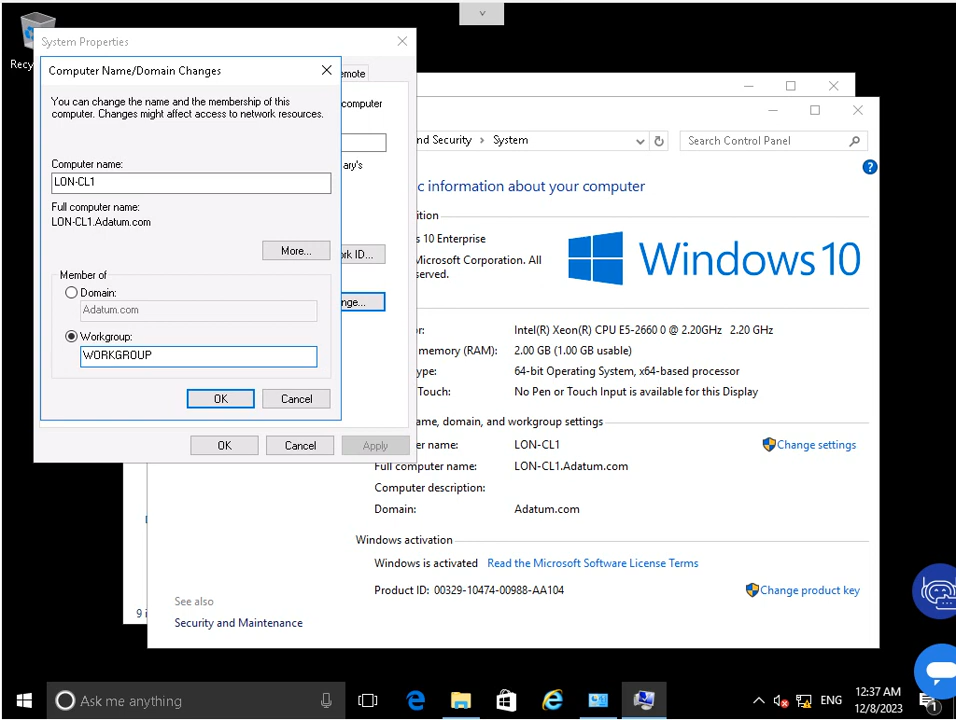 Recy
System Properties
Computer Name/Domain Changes
emote
You can change the name and the membership of this
computer. Changes might affect access to network resources.
computer
ary's
Computer name:
LON-CL1
Full computer name:
LON-CL1.Adatum.com
More...
ork ID...
Member of
Domain:
Adatum.com
nge...
Workgroup:
WORKGROUP
OK
Cancel
OK
Cancel
Apply
nd Security
System
Search Control Panel
?
c information about your computer
ition
s 10 Enterprise
Microsoft Corporation. All
served.
Windows 10
r:
Intel(R) Xeon(R) CPU E5-2660 0 @ 2.20GHz 2.20 GHz
memory (RAM):
2.00 GB (1.00 GB usable)
ype:
64-bit Operating System, x64-based processor
Touch:
No Pen or Touch Input is available for this Display
ame, domain, and workgroup settings
er name:
LON-CL1
Change settings
Full computer name:
LON-CL1.Adatum.com
Computer description:
Domain:
Adatum.com
Windows activation
Windows is activated Read the Microsoft Software License Terms
Product ID: 00329-10474-00988-AA104
Change product key
See also
9 i
Security and Maintenance
Ask me anything
ENG
12:37 AM
12/8/2023
1